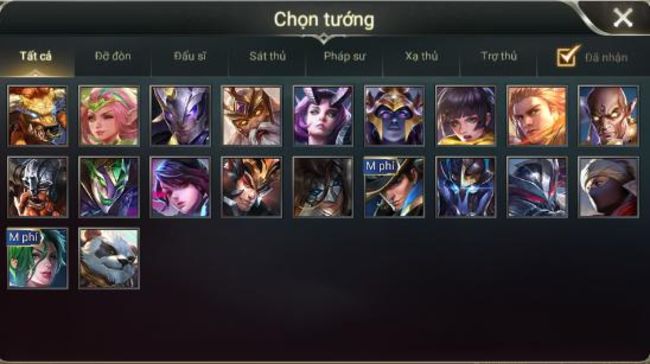 Chọn tướng
Tất cả Đỡ đòn Đấu sĩ Sát thủ Pháp sư Xạ thủ Trợ thủ Đã nhận
M phí
M phí